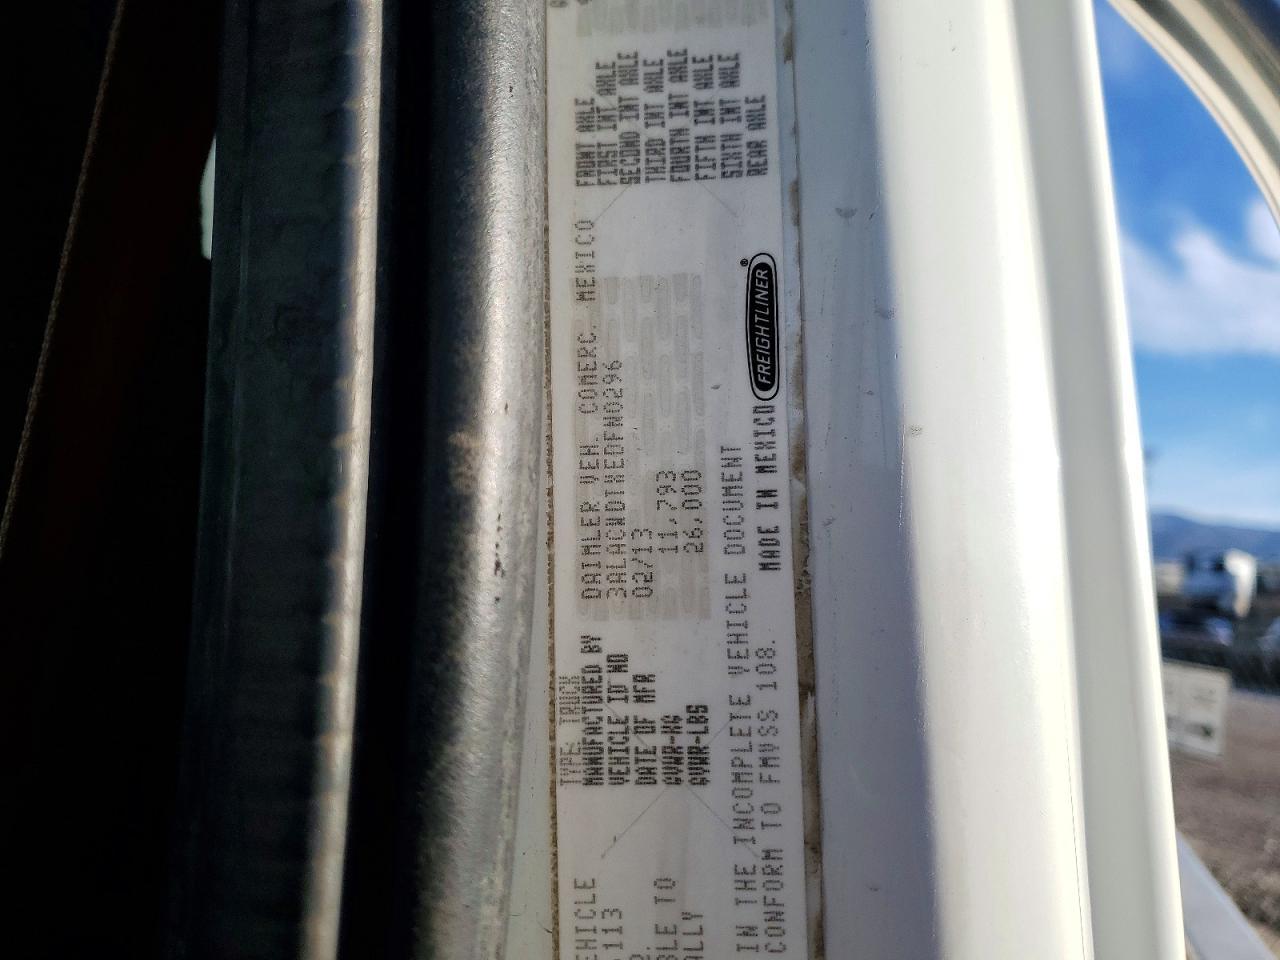 TYPE: TRUCK
MANUFACTURED BY DAIMLER VEH. COMERC. MEXICO
VEHICLE ID NO
DATE OF MFR 02/13
GVWR-KG 11,793
GVWR-LBS 26,000
FRONT AXLE
FIRST INT AXLE
SECOND INT AXLE
THIRD INT AXLE
FOURTH INT AXLE
FIFTH INT AXLE
SIXTH INT AXLE
REAR AXLE
113
TO
IN THE INCOMPLETE VEHICLE DOCUMENT
CONFORM TO FMVSS 108.
MADE IN MEXICO
FREIGHTLINER®